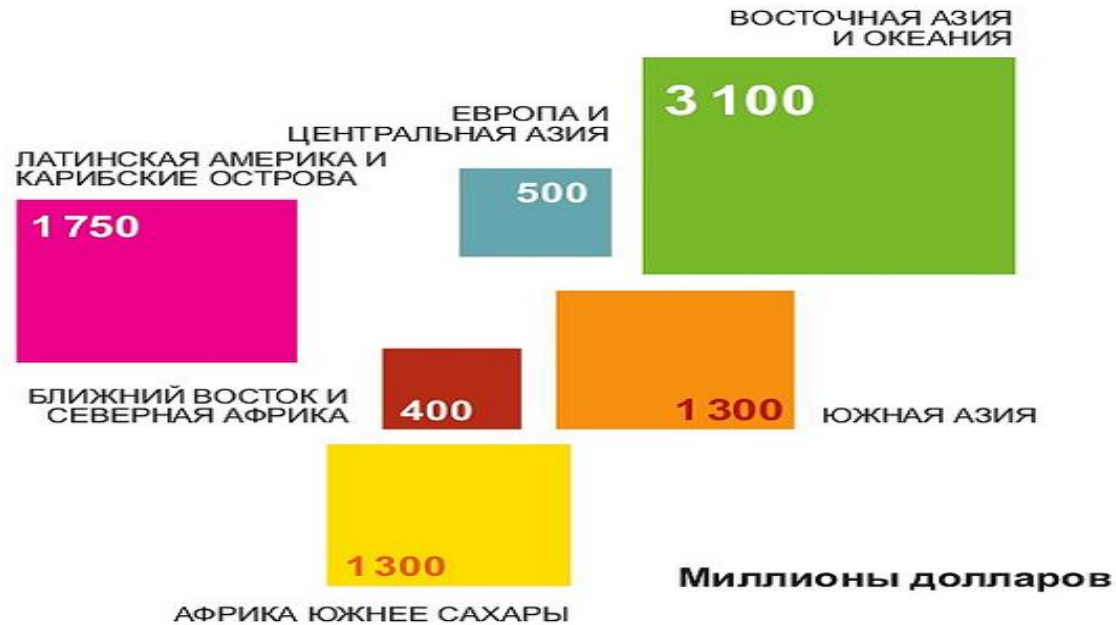 ВОСТОЧНАЯ АЗИЯ
И ОКЕАНИЯ
3 100
ЕВРОПА И
ЦЕНТРАЛЬНАЯ АЗИЯ
500
ЛАТИНСКАЯ АМЕРИКА И
КАРИБСКИЕ ОСТРОВА
1 750
БЛИЖНИЙ ВОСТОК И
СЕВЕРНАЯ АФРИКА
400
1 300
ЮЖНАЯ АЗИЯ
1 300
АФРИКА ЮЖНЕЕ САХАРЫ
Миллионы долларов